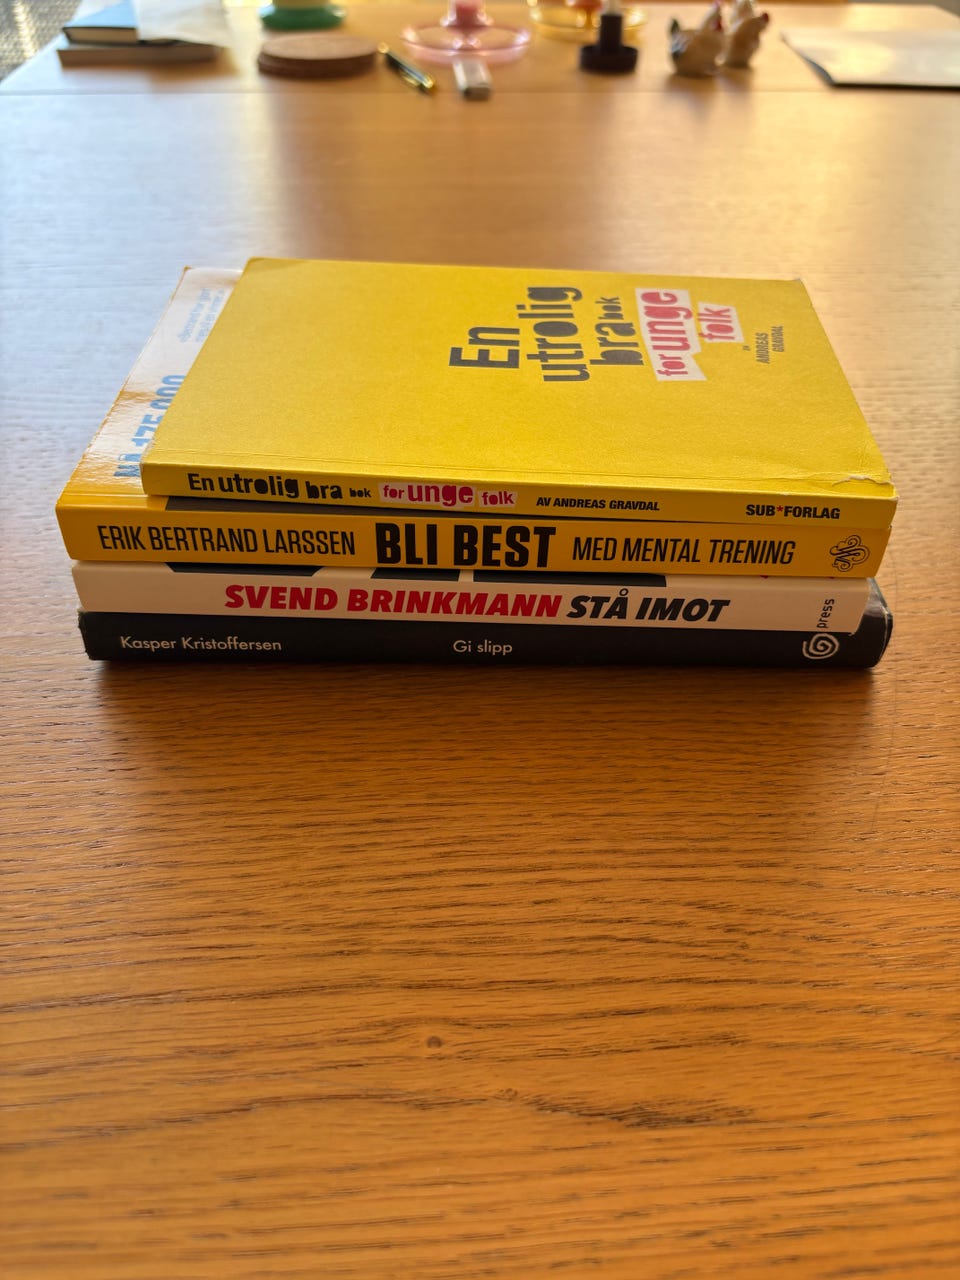 En
utrolig
bra bok
for unge
folk
AV
ANDREAS
GRAVDAL
En utrolig bra bok for unge folk AV ANDREAS GRAVDAL SUB*FORLAG
ERIK BERTRAND LARSSEN BLI BEST MED MENTAL TRENING
SVEND BRINKMANN STÅ IMOT press
Kasper Kristoffersen Gi slipp